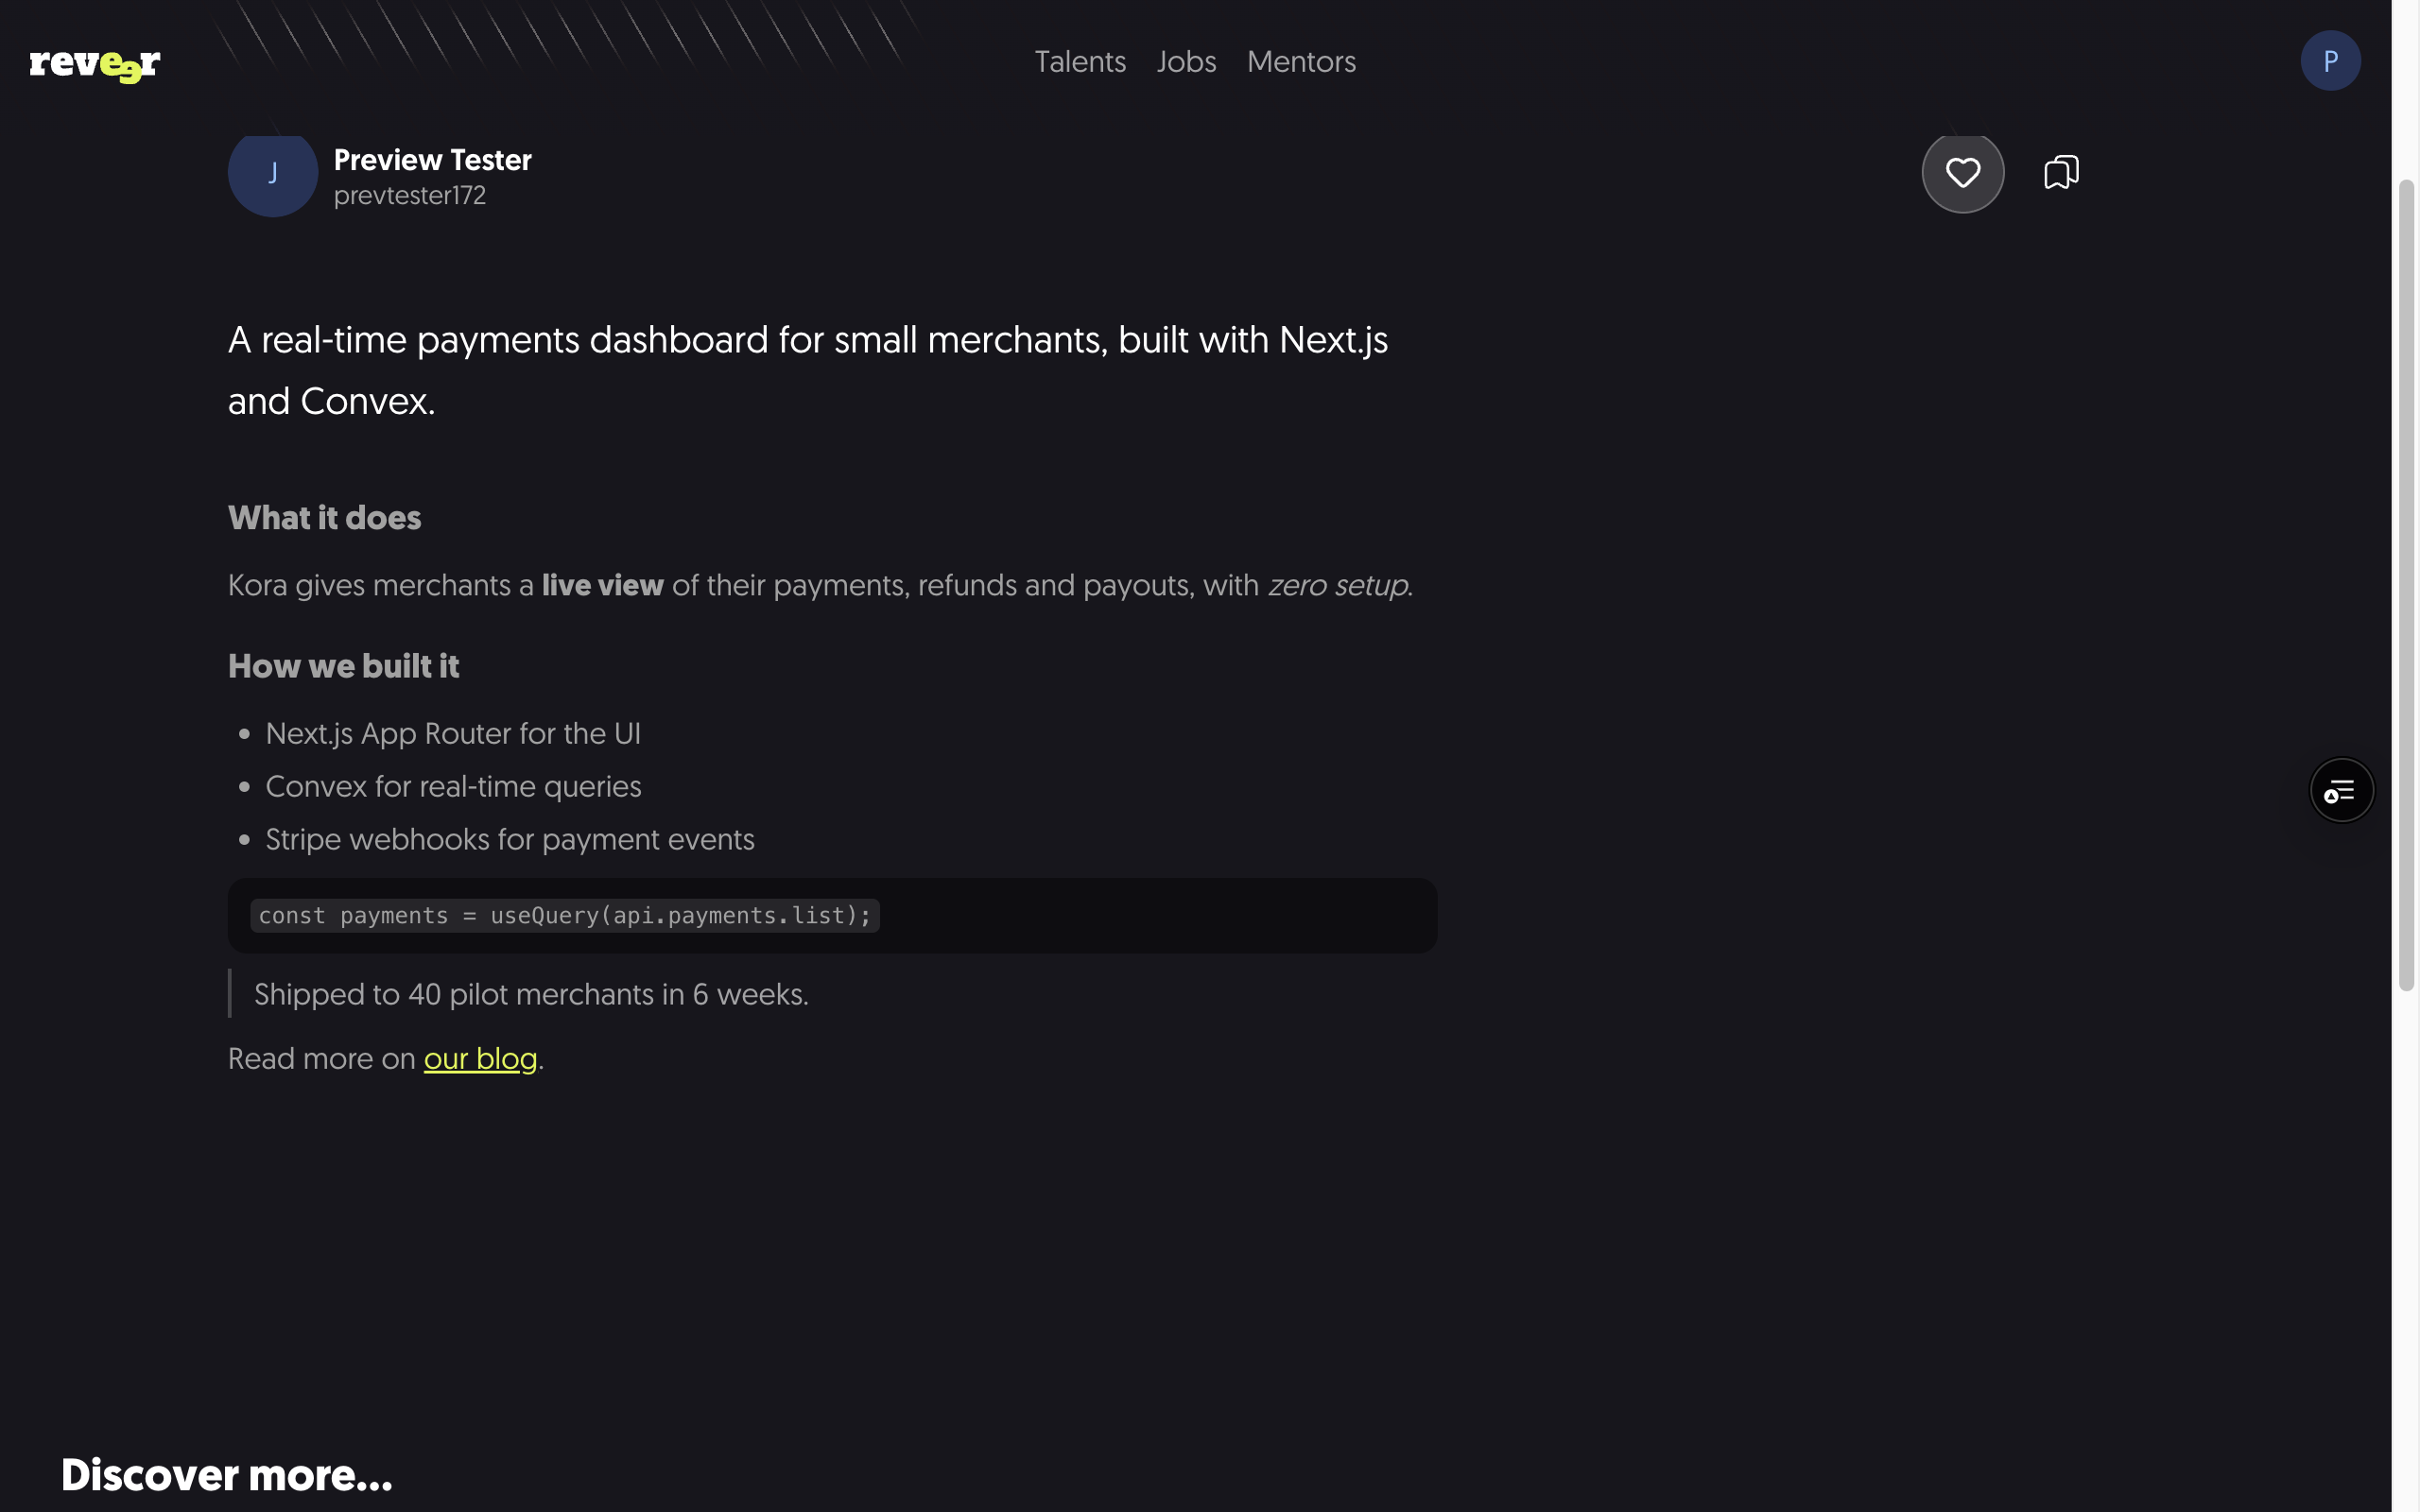 reveer
Talents Jobs Mentors
P
J
Preview Tester
prevtester172
A real-time payments dashboard for small merchants, built with Next.js
and Convex.
What it does
Kora gives merchants a live view of their payments, refunds and payouts, with zero setup.
How we built it
• Next.js App Router for the UI
• Convex for real-time queries
• Stripe webhooks for payment events
const payments = useQuery(api.payments.list);
Shipped to 40 pilot merchants in 6 weeks.
Read more on our blog.
Discover more...